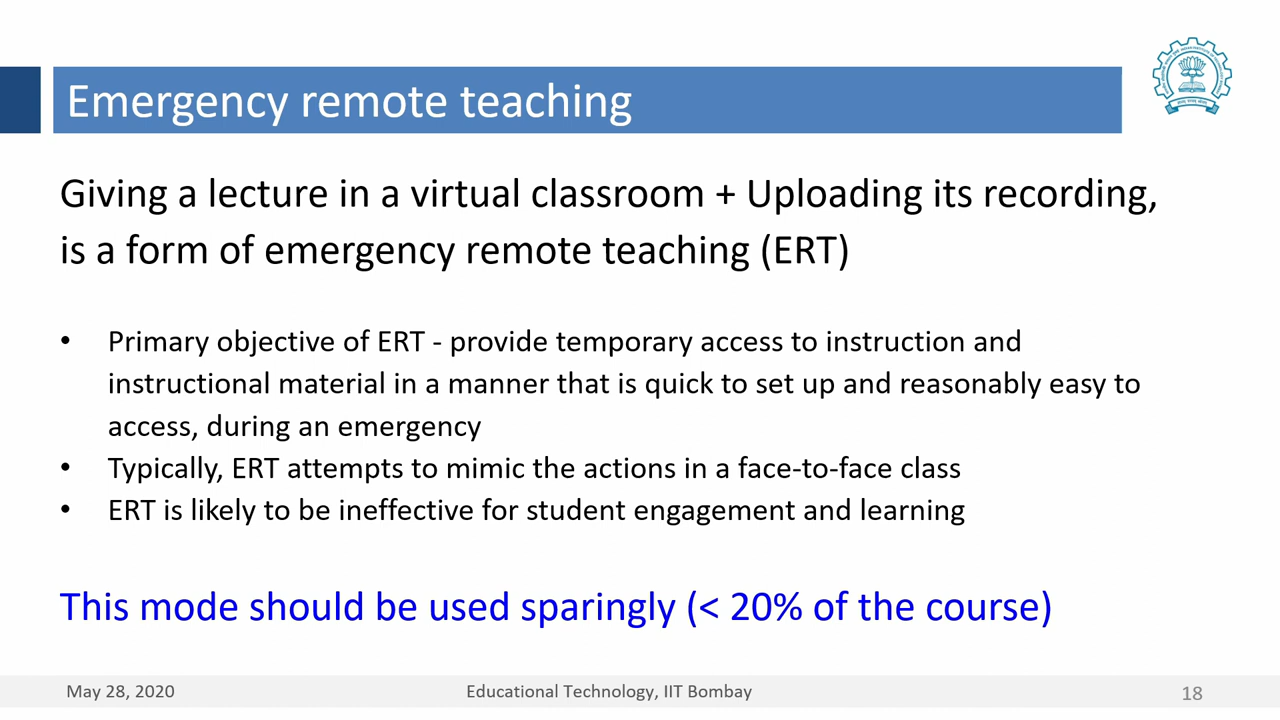 Emergency remote teaching
Giving a lecture in a virtual classroom + Uploading its recording,
is a form of emergency remote teaching (ERT)
• Primary objective of ERT - provide temporary access to instruction and
instructional material in a manner that is quick to set up and reasonably easy to
access, during an emergency
• Typically, ERT attempts to mimic the actions in a face-to-face class
• ERT is likely to be ineffective for student engagement and learning
This mode should be used sparingly (< 20% of the course)
May 28, 2020
Educational Technology, IIT Bombay
18